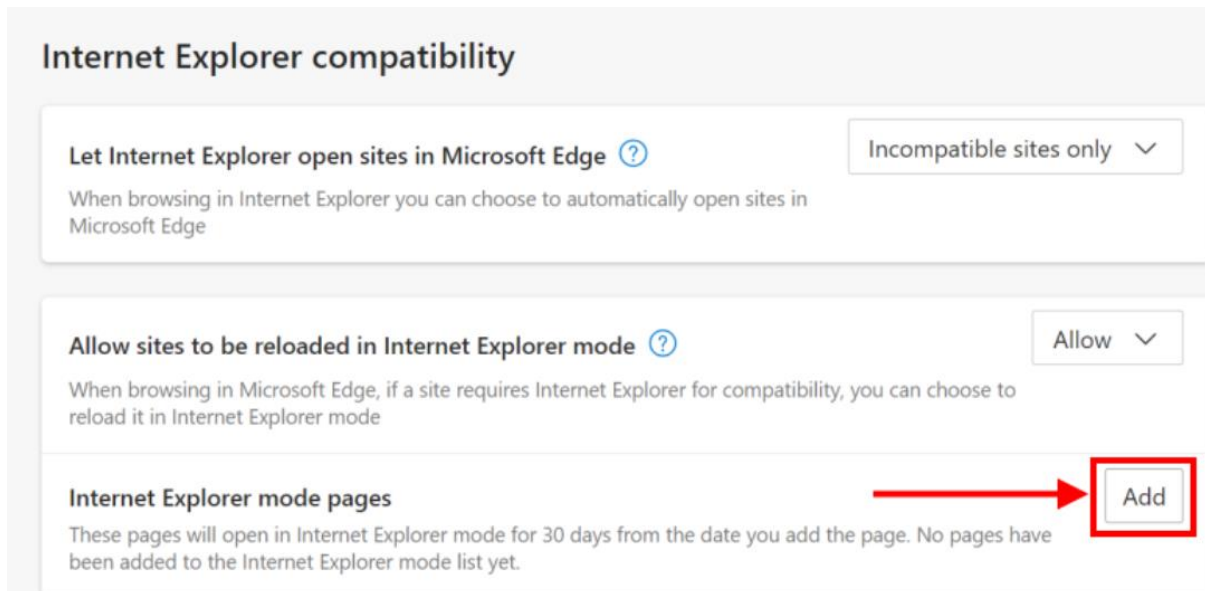 Internet Explorer compatibility
Let Internet Explorer open sites in Microsoft Edge
Incompatible sites only
When browsing in Internet Explorer you can choose to automatically open sites in
Microsoft Edge
Allow sites to be reloaded in Internet Explorer mode
Allow
When browsing in Microsoft Edge, if a site requires Internet Explorer for compatibility, you can choose to
reload it in Internet Explorer mode
Internet Explorer mode pages
Add
These pages will open in Internet Explorer mode for 30 days from the date you add the page. No pages have
been added to the Internet Explorer mode list yet.